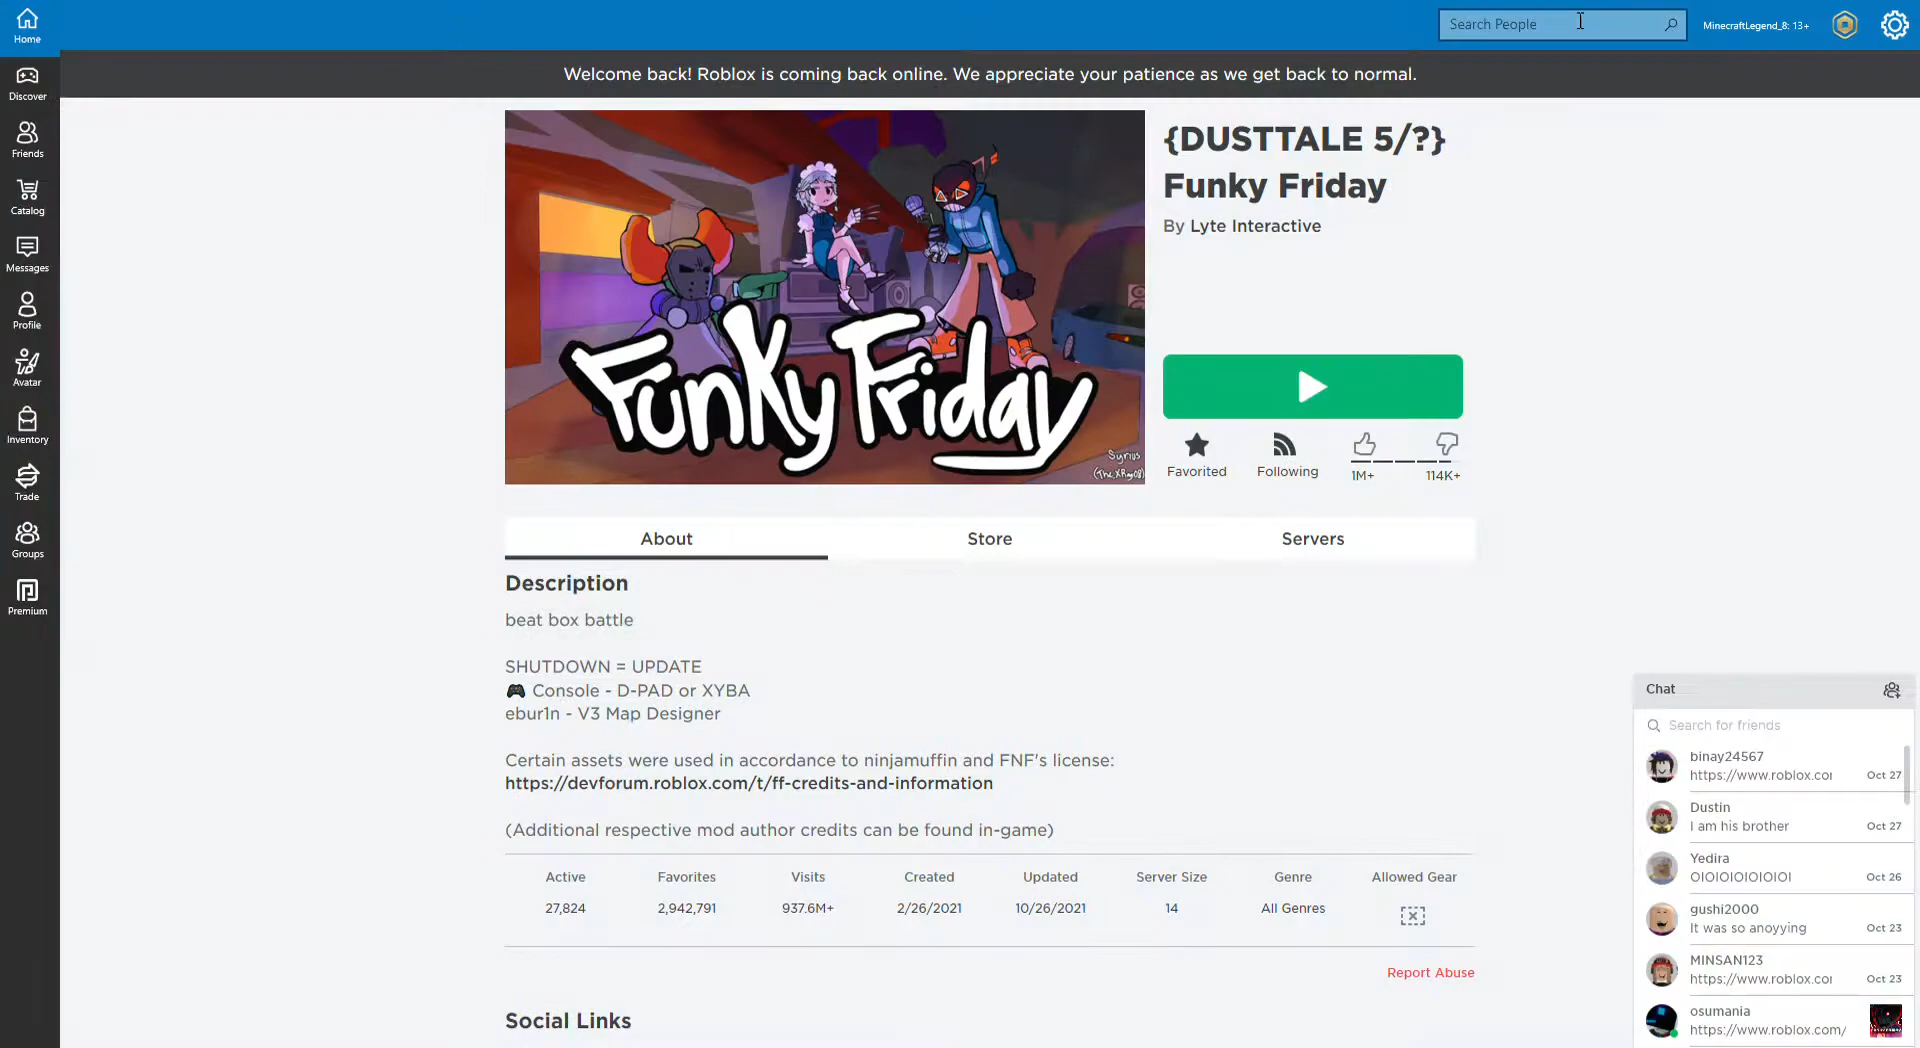 Search People
MinecraftLegend_8: 13+
Home
Discover
Friends
Catalog
Messages
Profile
Avatar
Inventory
Trade
Groups
Premium
Welcome back! Roblox is coming back online. We appreciate your patience as we get back to normal.
Funky Friday
Syrius
{DUSTTALE 5/?}
Funky Friday
By Lyte Interactive
Favorited
Following
1M+
114K+
About
Store
Servers
Description
beat box battle
SHUTDOWN = UPDATE
🎮 Console - D-PAD or XYBA
ebur1n - V3 Map Designer
Certain assets were used in accordance to ninjamuffin and FNF's license:
https://devforum.roblox.com/t/ff-credits-and-information
(Additional respective mod author credits can be found in-game)
Active Favorites Visits Created Updated Server Size Genre Allowed Gear
27,824 2,942,791 937.6M+ 2/26/2021 10/26/2021 14 All Genres
Report Abuse
Social Links
Chat
Search for friends
binay24567
https://www.roblox.cor Oct 27
Dustin
I am his brother Oct 27
Yedira
OIOIOIOIOIOIOI Oct 26
gushi2000
It was so anoyying Oct 23
MINSAN123
https://www.roblox.cor Oct 23
osumania
https://www.roblox.com/